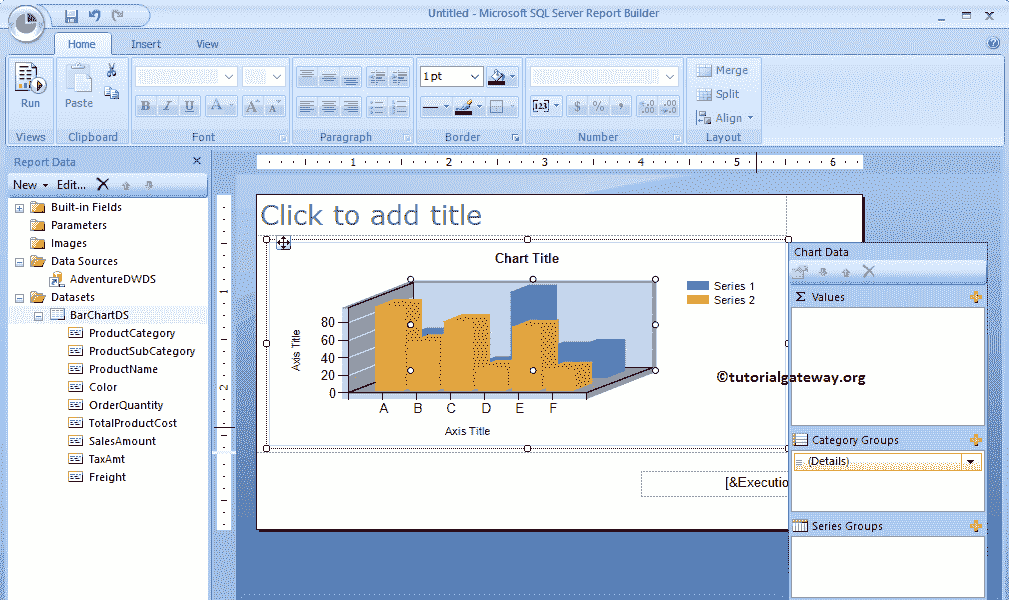 Untitled - Microsoft SQL Server Report Builder
Home Insert View
Run
Paste
B I U A A A
1pt
[123] $ % ,
Merge
Split
Align
Views Clipboard Font Paragraph Border Number Layout
Report Data
New Edit...
Built-in Fields
Parameters
Images
Data Sources
AdventureDWDS
Datasets
BarChartDS
ProductCategory
ProductSubCategory
ProductName
Color
OrderQuantity
TotalProductCost
SalesAmount
TaxAmt
Freight
1 2 3 4 5 6
1
2
Click to add title
Chart Title
Series 1
Series 2
Axis Title
80
60
40
20
0
A B C D E F
Axis Title
[&Executio
©tutorialgateway.org
Chart Data
Σ Values
Category Groups
(Details)
Series Groups